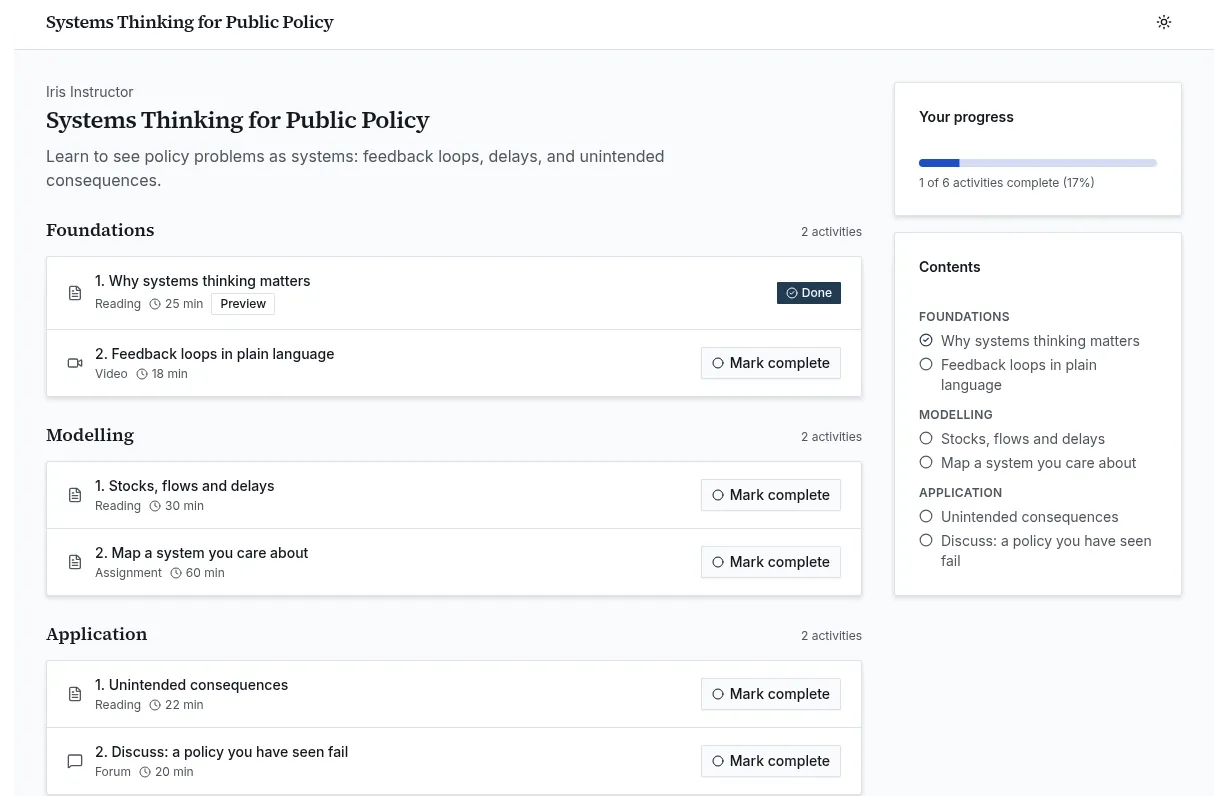 Systems Thinking for Public Policy
Iris Instructor
Systems Thinking for Public Policy
Learn to see policy problems as systems: feedback loops, delays, and unintended
consequences.
Foundations
2 activities
1. Why systems thinking matters
Reading 25 min Preview
Done
2. Feedback loops in plain language
Video 18 min
Mark complete
Modelling
2 activities
1. Stocks, flows and delays
Reading 30 min
Mark complete
2. Map a system you care about
Assignment 60 min
Mark complete
Application
2 activities
1. Unintended consequences
Reading 22 min
Mark complete
2. Discuss: a policy you have seen fail
Forum 20 min
Mark complete
Your progress
1 of 6 activities complete (17%)
Contents
FOUNDATIONS
Why systems thinking matters
Feedback loops in plain
language
MODELLING
Stocks, flows and delays
Map a system you care about
APPLICATION
Unintended consequences
Discuss: a policy you have seen
fail